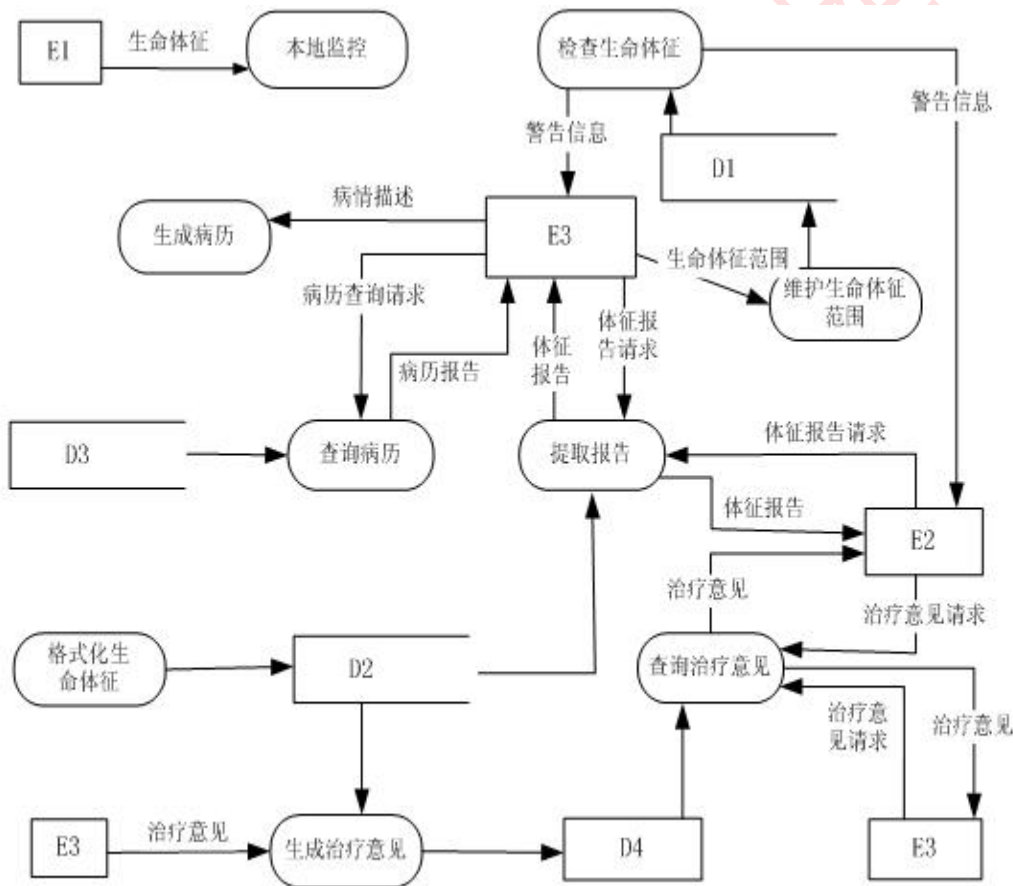 E1
生命体征
本地监控
检查生命体征
警告信息
警告信息
D1
病情描述
生成病历
E3
生命体征范围
维护生命体征
范围
病历查询请求
体征报
告请求
体征
报告
病历报告
D3
查询病历
提取报告
体征报告请求
体征报告
E2
治疗意见
治疗意见请求
格式化生
命体征
D2
查询治疗意见
治疗意
见请求
治疗意见
E3
治疗意见
生成治疗意见
D4
E3